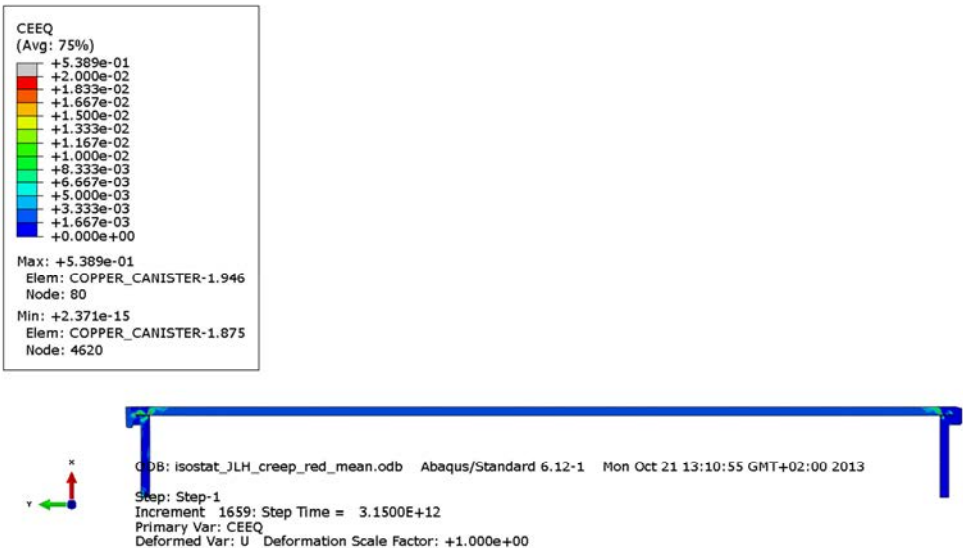 CEEQ
(Avg: 75%)
+5.389e-01
+2.000e-02
+1.833e-02
+1.667e-02
+1.500e-02
+1.333e-02
+1.167e-02
+1.000e-02
+8.333e-03
+6.667e-03
+5.000e-03
+3.333e-03
+1.667e-03
+0.000e+00
Max: +5.389e-01
Elem: COPPER_CANISTER-1.946
Node: 80
Min: +2.371e-15
Elem: COPPER_CANISTER-1.875
Node: 4620
X
Y
ODB: isostat_JLH_creep_red_mean.odb Abaqus/Standard 6.12-1 Mon Oct 21 13:10:55 GMT+02:00 2013
Step: Step-1
Increment 1659: Step Time = 3.1500E+12
Primary Var: CEEQ
Deformed Var: U Deformation Scale Factor: +1.000e+00